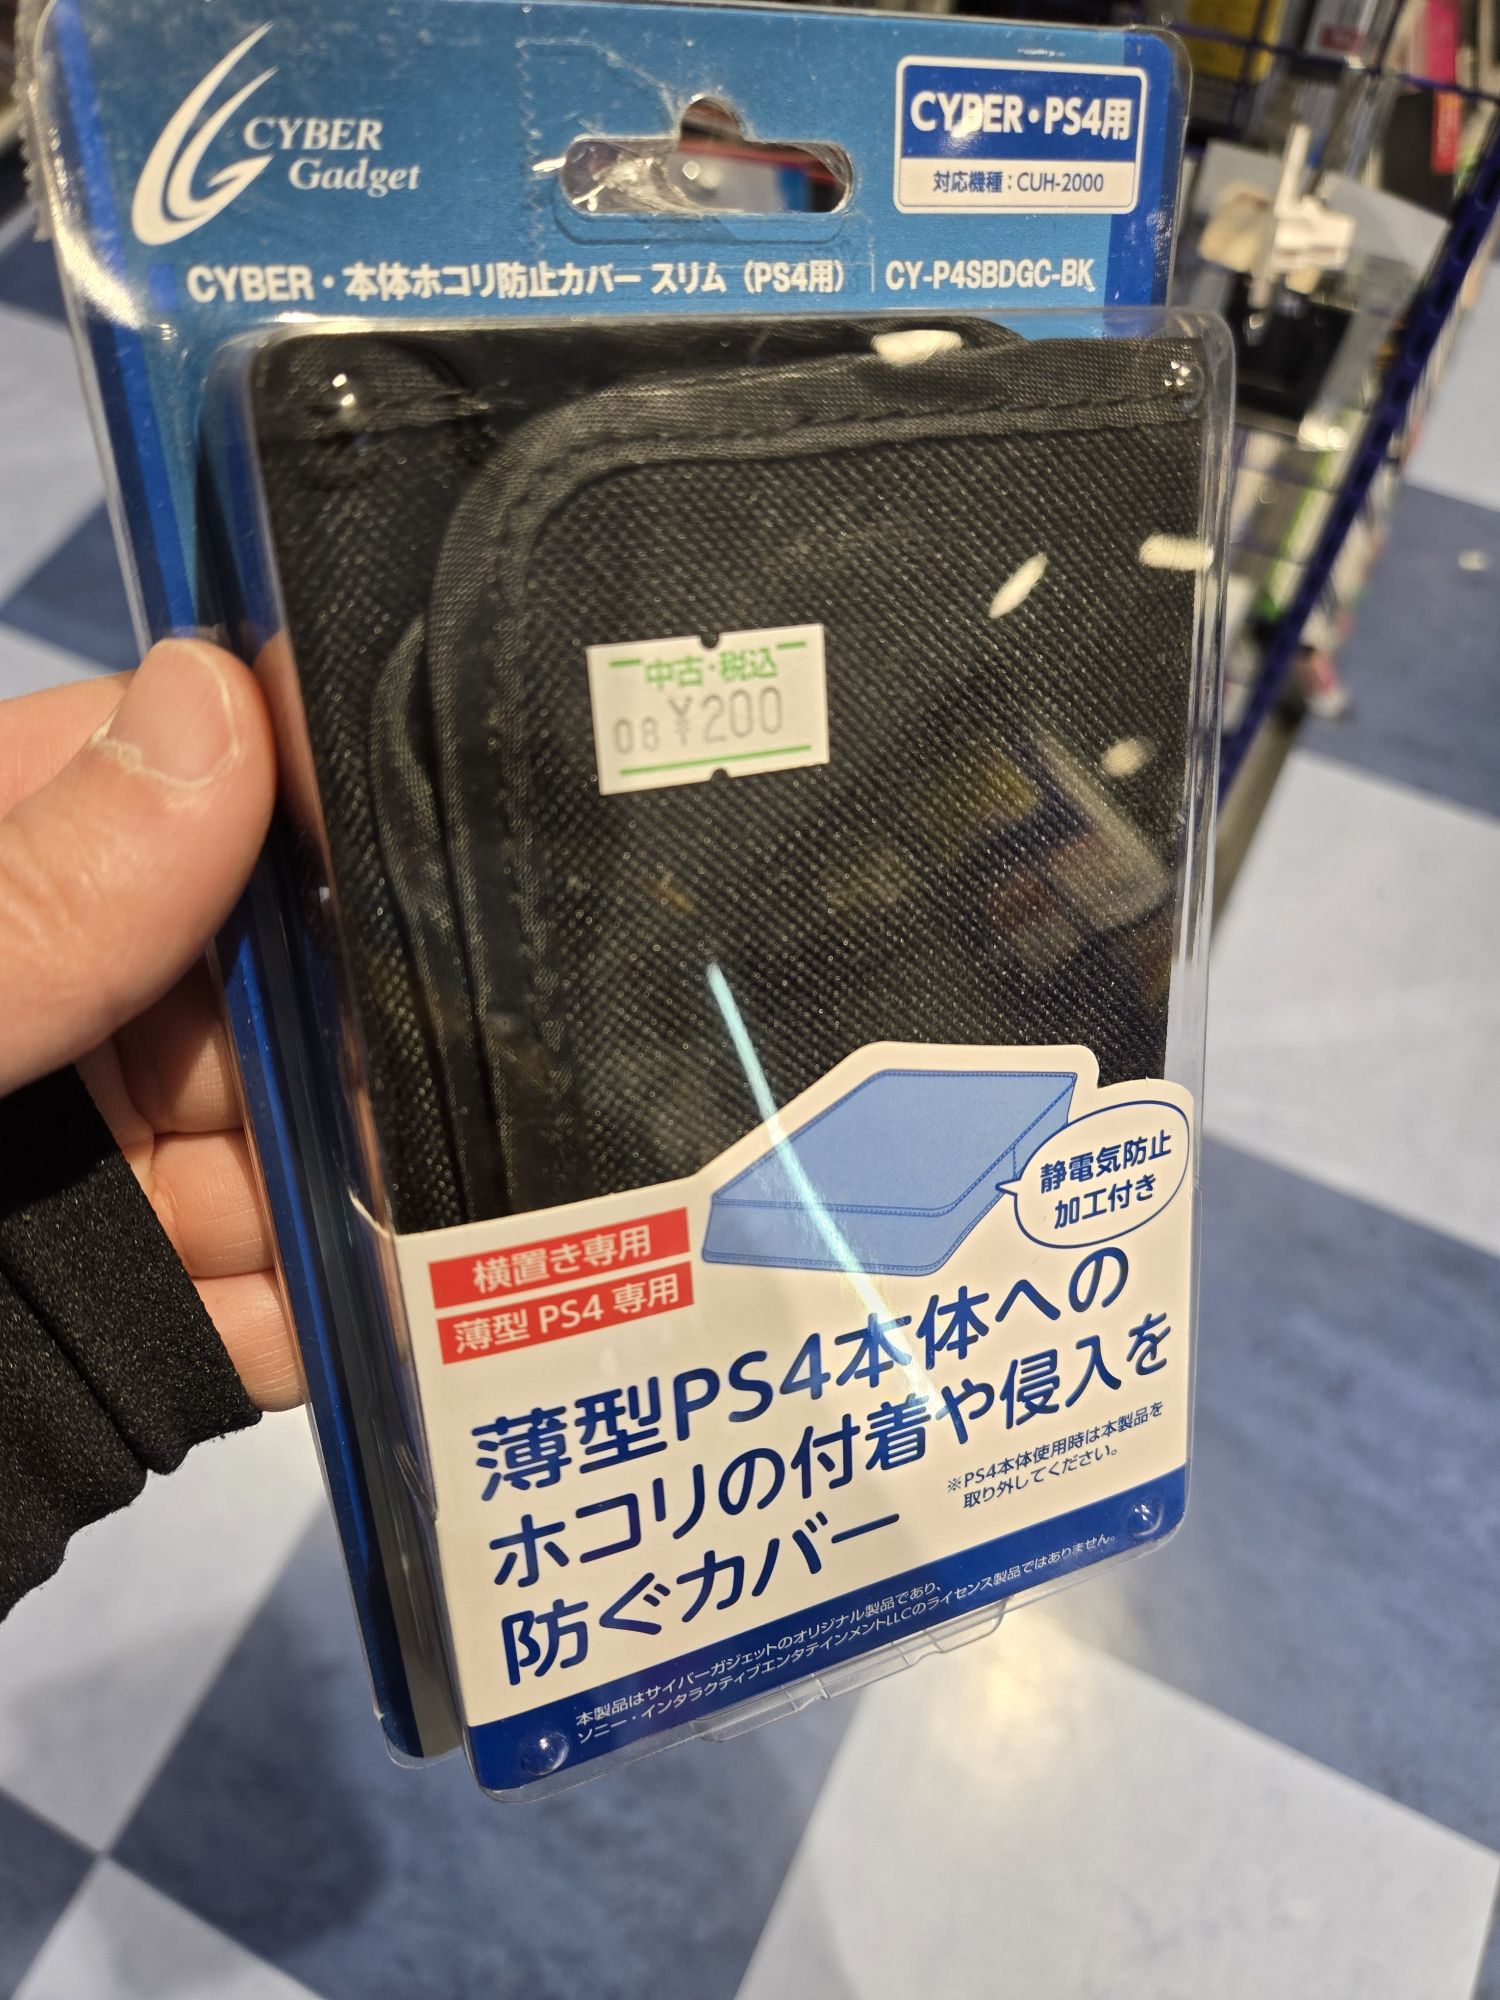 CYBER
Gadget
CYBER・PS4用
対応機種：CUH-2000
CYBER・本体ホコリ防止カバー スリム（PS4用） CY-P4SBDGC-BK
中古・税込
08 ¥200
静電気防止
加工付き
横置き専用
薄型 PS4 専用
薄型PS4本体への
ホコリの付着や侵入を
防ぐカバー
※PS4本体使用時は本製品を
取り外してください。
本製品はサイバーガジェットのオリジナル製品であり、
ソニー・インタラクティブエンタテインメントLLCのライセンス製品ではありません。